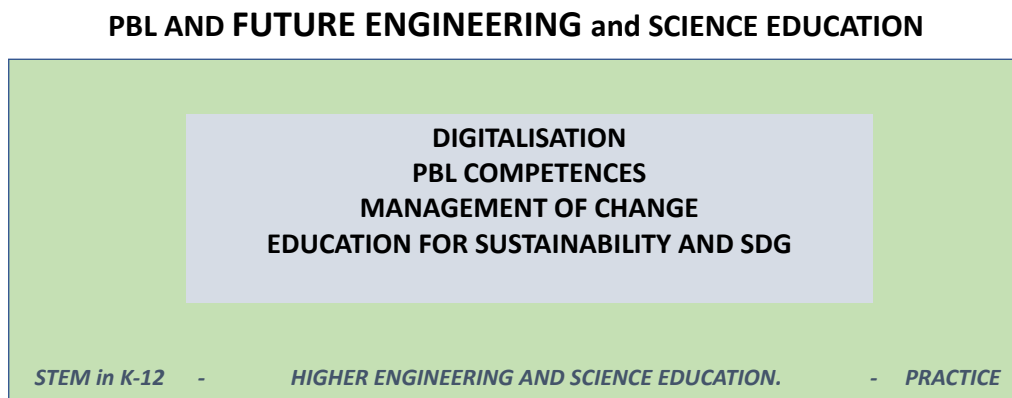 PBL AND FUTURE ENGINEERING and SCIENCE EDUCATION
DIGITALISATION
PBL COMPETENCES
MANAGEMENT OF CHANGE
EDUCATION FOR SUSTAINABILITY AND SDG
STEM in K-12 - HIGHER ENGINEERING AND SCIENCE EDUCATION. - PRACTICE